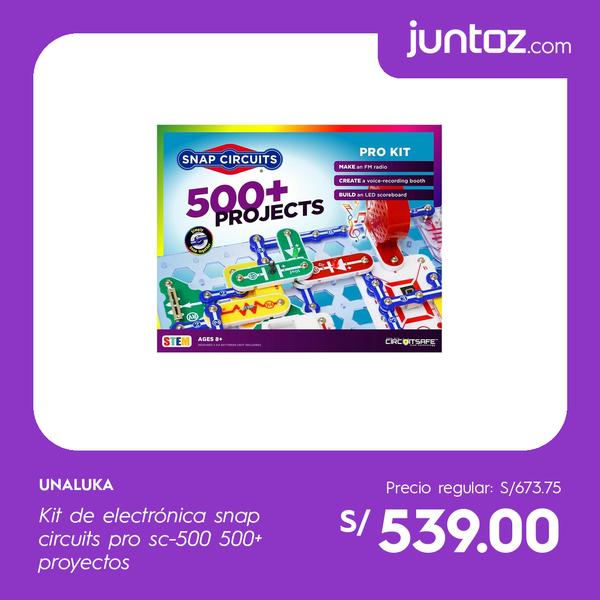 juntoz.com
SNAP CIRCUITS
®
500+
PROJECTS
PRO KIT
MAKE an FM radio
CREATE a voice-recording booth
BUILD an LED scoreboard
STEM
AGES 8+
CIRCUITSAFE
UNALUKA
Kit de electrónica snap
circuits pro sc-500 500+
proyectos
Precio regular: S/673.75
S/ 539.00